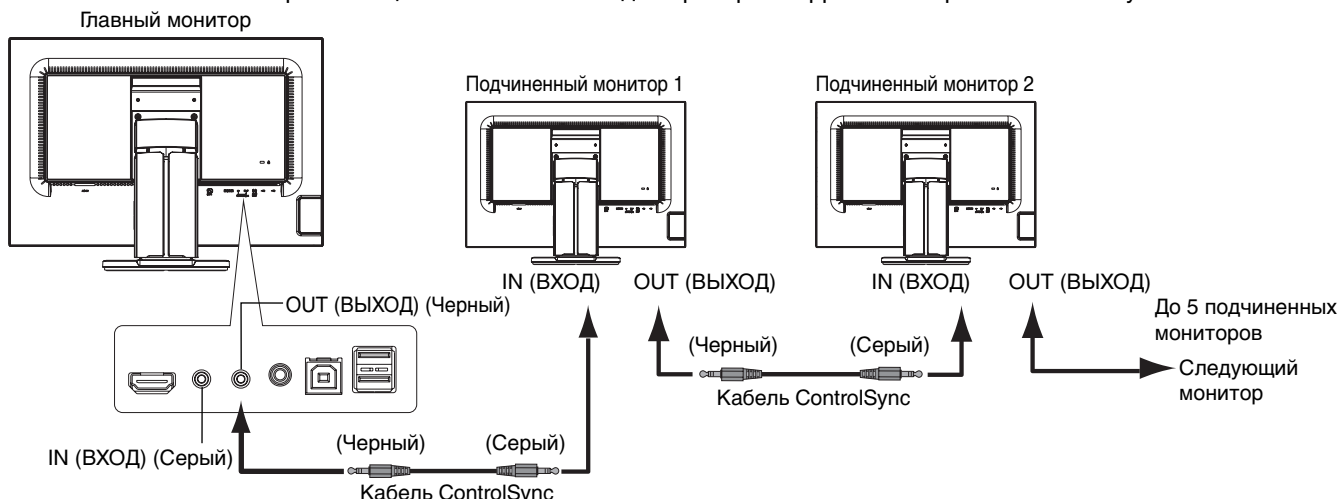 Главный монитор
Подчиненный монитор 1
Подчиненный монитор 2
IN (ВХОД)
OUT (ВЫХОД)
IN (ВХОД)
OUT (ВЫХОД)
OUT (ВЫХОД) (Черный)
До 5 подчиненных
мониторов
(Черный)
(Серый)
Следующий
монитор
Кабель ControlSync
IN (ВХОД) (Серый)
(Черный)
(Серый)
Кабель ControlSync